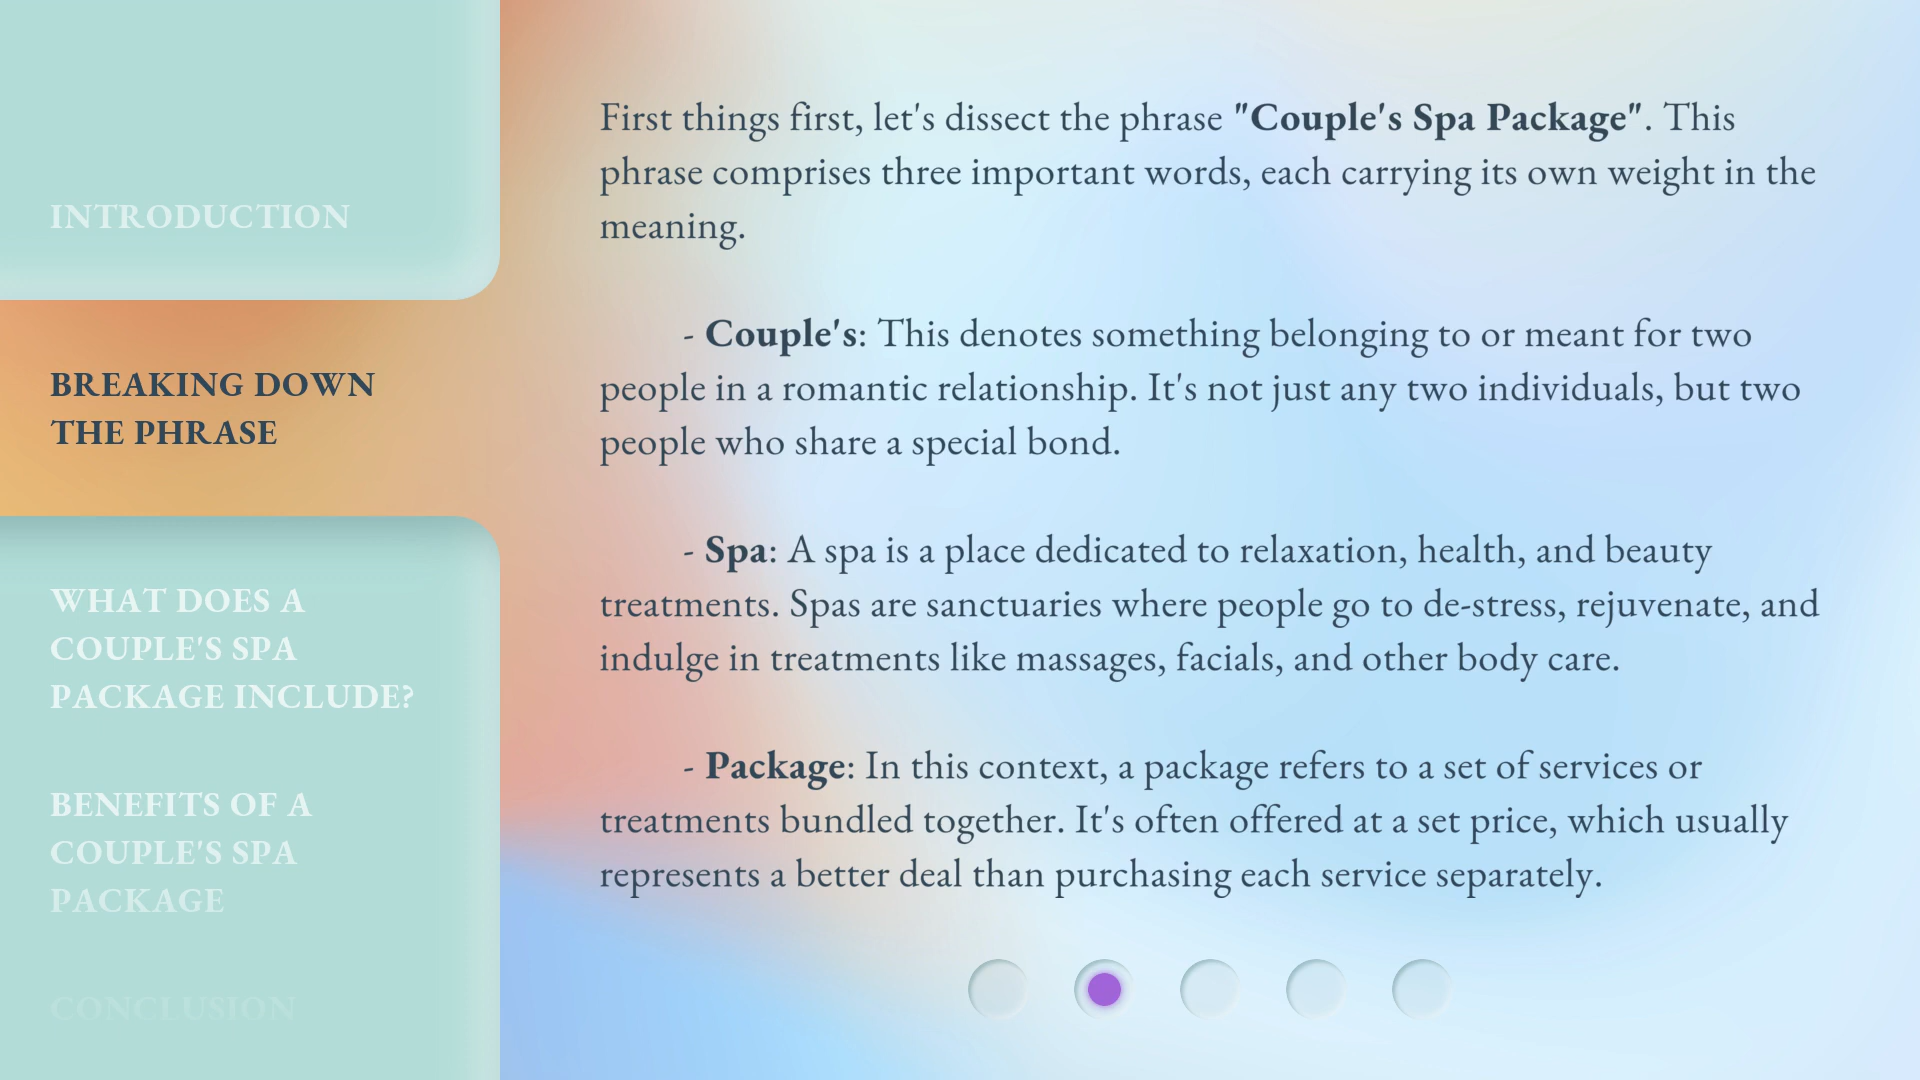 INTRODUCTION
BREAKING DOWN
THE PHRASE
WHAT DOES A
COUPLE'S SPA
PACKAGE INCLUDE?
BENEFITS OF A
COUPLE'S SPA
PACKAGE
CONCLUSION
First things first, let's dissect the phrase "Couple's Spa Package". This
phrase comprises three important words, each carrying its own weight in the
meaning.
- Couple's: This denotes something belonging to or meant for two
people in a romantic relationship. It's not just any two individuals, but two
people who share a special bond.
- Spa: A spa is a place dedicated to relaxation, health, and beauty
treatments. Spas are sanctuaries where people go to de-stress, rejuvenate, and
indulge in treatments like massages, facials, and other body care.
- Package: In this context, a package refers to a set of services or
treatments bundled together. It's often offered at a set price, which usually
represents a better deal than purchasing each service separately.